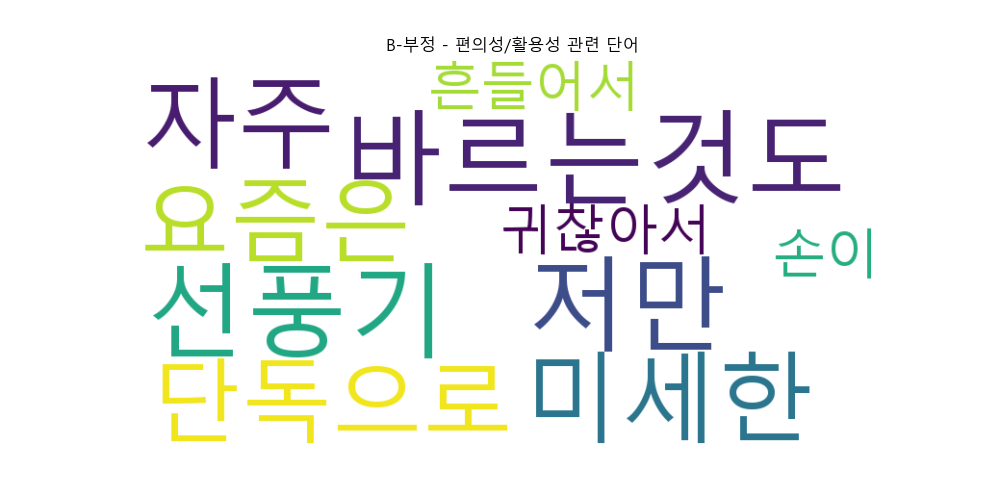 B-부정 - 편의성/활용성 관련 단어
흔들어서
자주
바르는것도
요즘은
귀찮아서
손이
선풍기
저만
단독으로
미세한